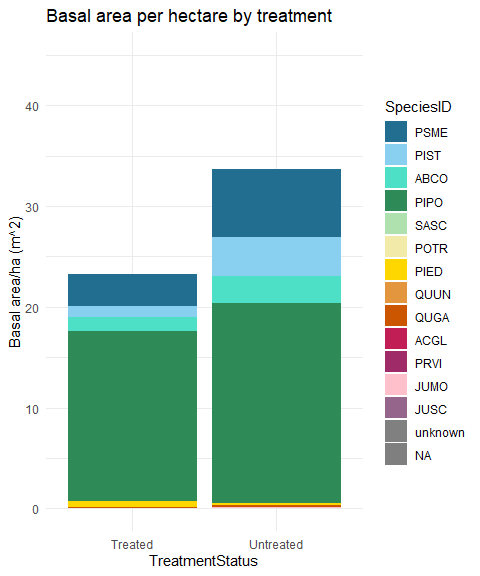 Basal area per hectare by treatment
Basal area/ha (m^2)
40
30
20
10
0
Treated
Untreated
TreatmentStatus
SpeciesID
PSME
PIST
ABCO
PIPO
SASC
POTR
PIED
QUUN
QUGA
ACGL
PRVI
JUMO
JUSC
unknown
NA